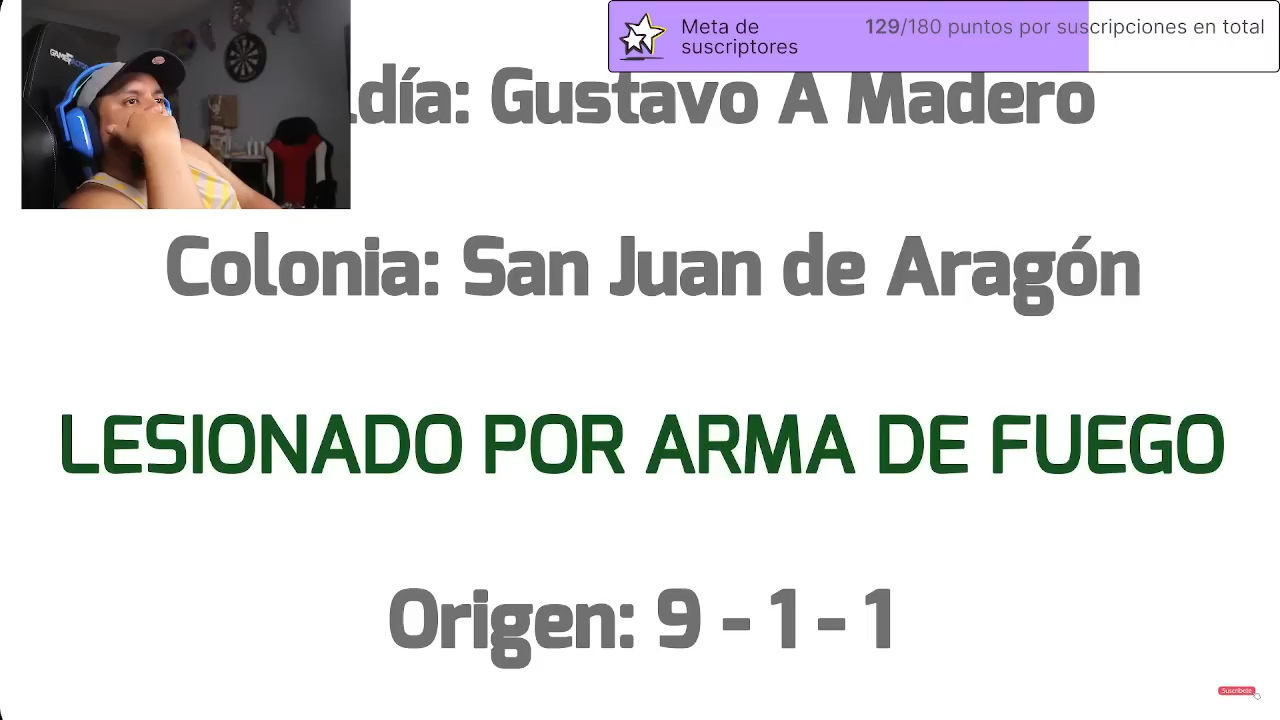 Meta de
suscriptores
129/180 puntos por suscripciones en total
día: Gustavo A Madero
Colonia: San Juan de Aragón
LESIONADO POR ARMA DE FUEGO
Origen: 9 - 1 - 1
Suscríbete